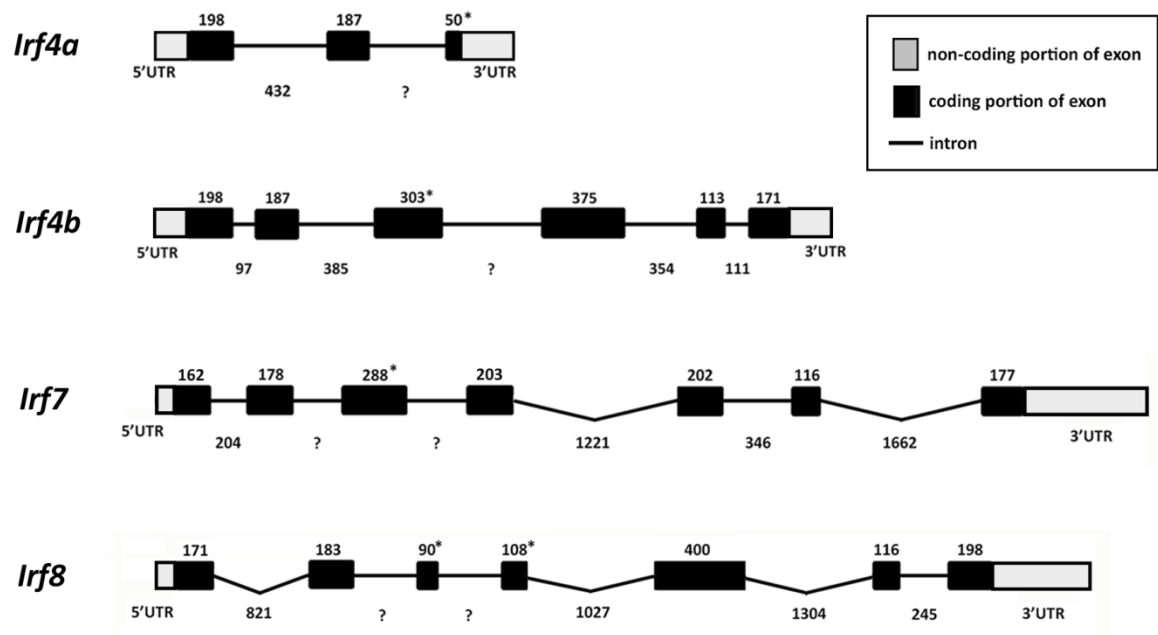 Irf4a
198 187 50*
5'UTR 3'UTR
432 ?
non-coding portion of exon
coding portion of exon
intron
Irf4b
198 187 303* 375 113 171
5'UTR 3'UTR
97 385 ? 354 111
Irf7
162 178 288* 203 202 116 177
5'UTR 3'UTR
204 ? ? 1221 346 1662
Irf8
171 183 90* 108* 400 116 198
5'UTR 821 ? ? 1027 1304 245 3'UTR